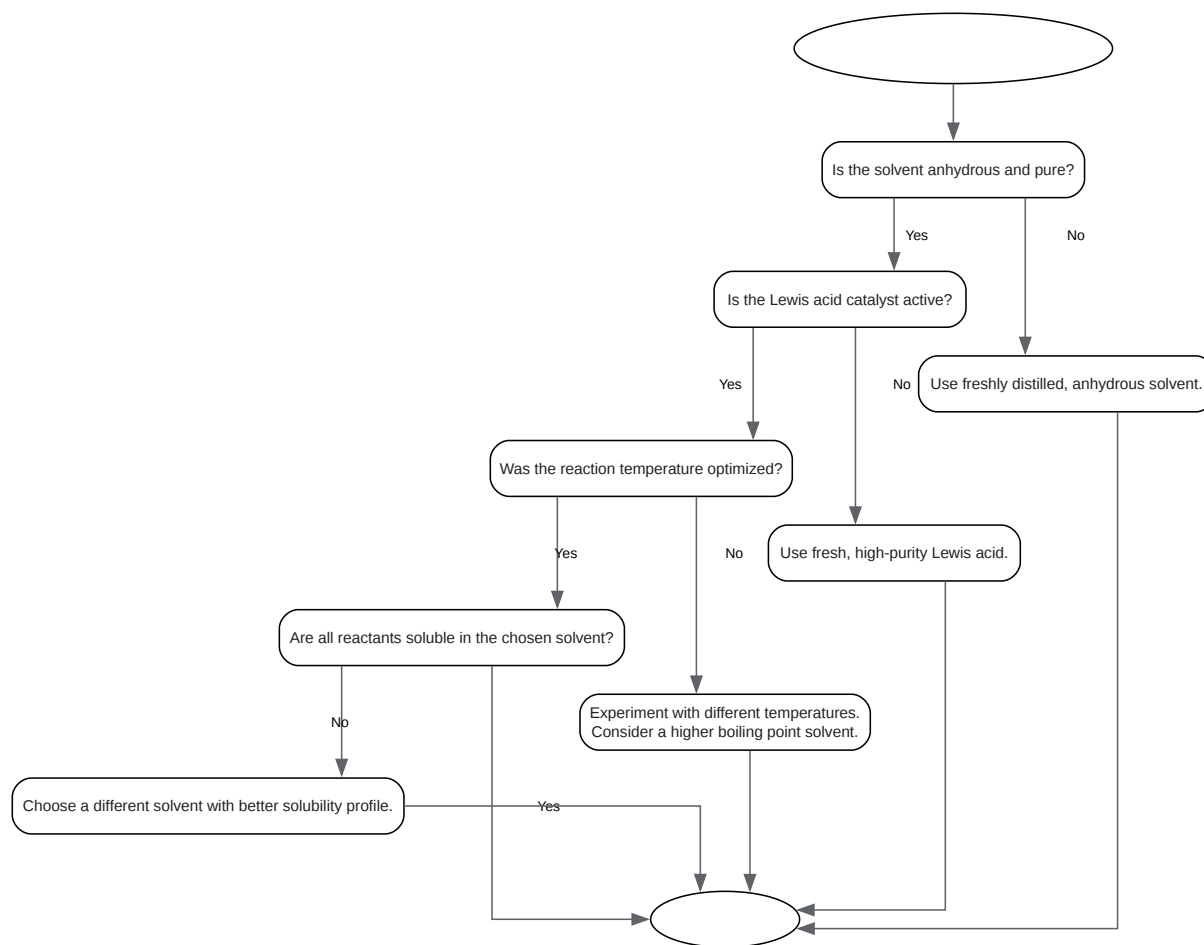 Is the solvent anhydrous and pure?
Yes
No
Is the Lewis acid catalyst active?
Yes
No
Use freshly distilled, anhydrous solvent.
Was the reaction temperature optimized?
Yes
No
Use fresh, high-purity Lewis acid.
Are all reactants soluble in the chosen solvent?
No
Experiment with different temperatures.
Consider a higher boiling point solvent.
Choose a different solvent with better solubility profile.
Yes